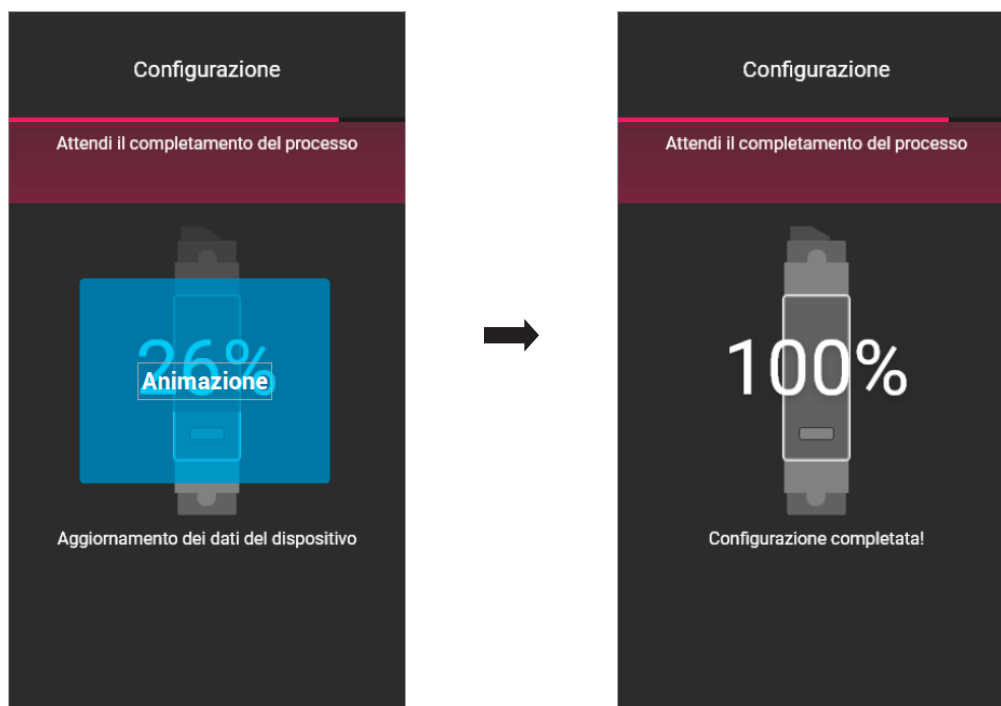 Configurazione
Attendi il completamento del processo
26%
Animazione
Aggiornamento dei dati del dispositivo
Configurazione
Attendi il completamento del processo
100%
Configurazione completata!